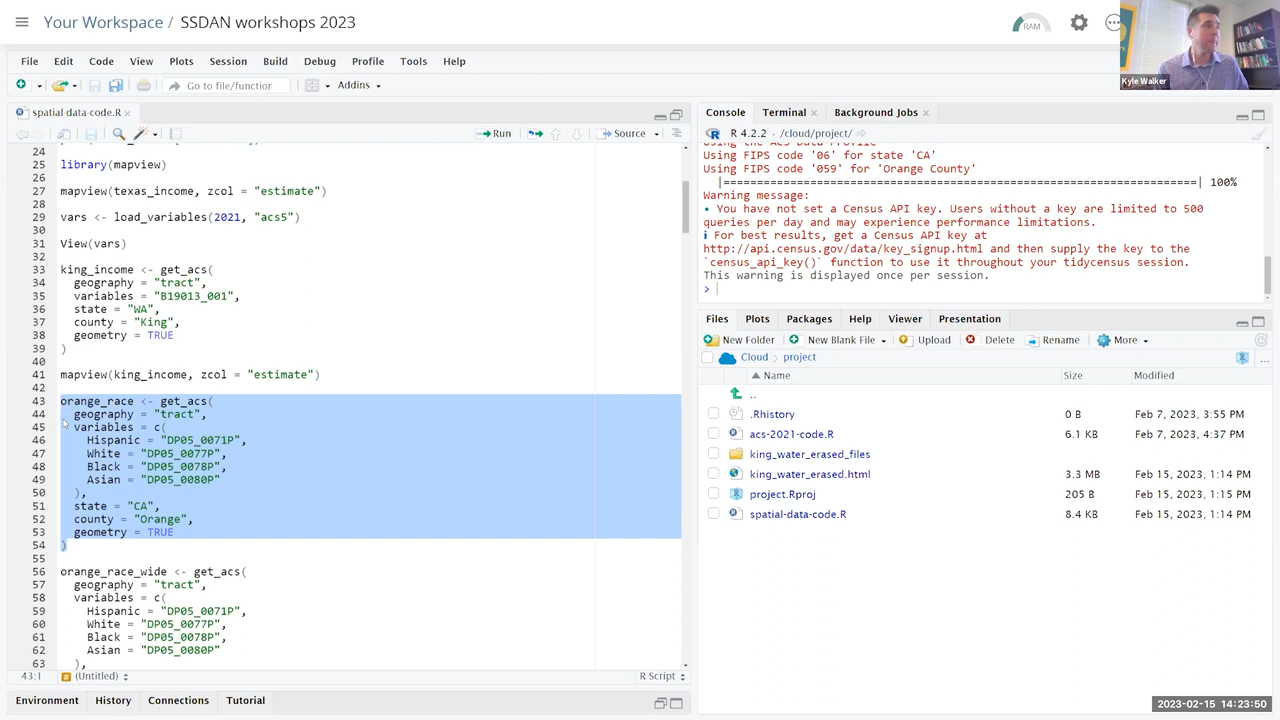 Your Workspace / SSDAN workshops 2023
RAM
Kyle Walker
File Edit Code View Plots Session Build Debug Profile Tools Help
Go to file/function Addins
spatial-data-code.R
Run Source
24
25 library(mapview)
26
27 mapview(texas_income, zcol = "estimate")
28
29 vars <- load_variables(2021, "acs5")
30
31 View(vars)
32
33 king_income <- get_acs(
34 geography = "tract",
35 variables = "B19013_001",
36 state = "WA",
37 county = "King",
38 geometry = TRUE
39 )
40
41 mapview(king_income, zcol = "estimate")
42
43 orange_race <- get_acs(
44 geography = "tract",
45 variables = c(
46 Hispanic = "DP05_0071P",
47 White = "DP05_0077P",
48 Black = "DP05_0078P",
49 Asian = "DP05_0080P"
50 ),
51 state = "CA",
52 county = "Orange",
53 geometry = TRUE
54 )
55
56 orange_race_wide <- get_acs(
57 geography = "tract",
58 variables = c(
59 Hispanic = "DP05_0071P",
60 White = "DP05_0077P",
61 Black = "DP05_0078P",
62 Asian = "DP05_0080P"
63 ),
43:1 (Untitled) R Script
Environment History Connections Tutorial
Console Terminal Background Jobs
R 4.2.2 · /cloud/project/
Using the ACS Data Profile
Using FIPS code '06' for state 'CA'
Using FIPS code '059' for 'Orange County'
|======================================================================| 100%
Warning message:
• You have not set a Census API key. Users without a key are limited to 500
queries per day and may experience performance limitations.
ℹ For best results, get a Census API key at
http://api.census.gov/data/key_signup.html and then supply the key to the
`census_api_key()` function to use it throughout your tidycensus session.
This warning is displayed once per session.
>
Files Plots Packages Help Viewer Presentation
New Folder New Blank File Upload Delete Rename More
Cloud project ...
Name Size Modified
..
.Rhistory 0 B Feb 7, 2023, 3:55 PM
acs-2021-code.R 6.1 KB Feb 7, 2023, 4:37 PM
king_water_erased_files
king_water_erased.html 3.3 MB Feb 15, 2023, 1:14 PM
project.Rproj 205 B Feb 15, 2023, 1:15 PM
spatial-data-code.R 8.4 KB Feb 15, 2023, 1:14 PM
2023-02-15 14:23:50